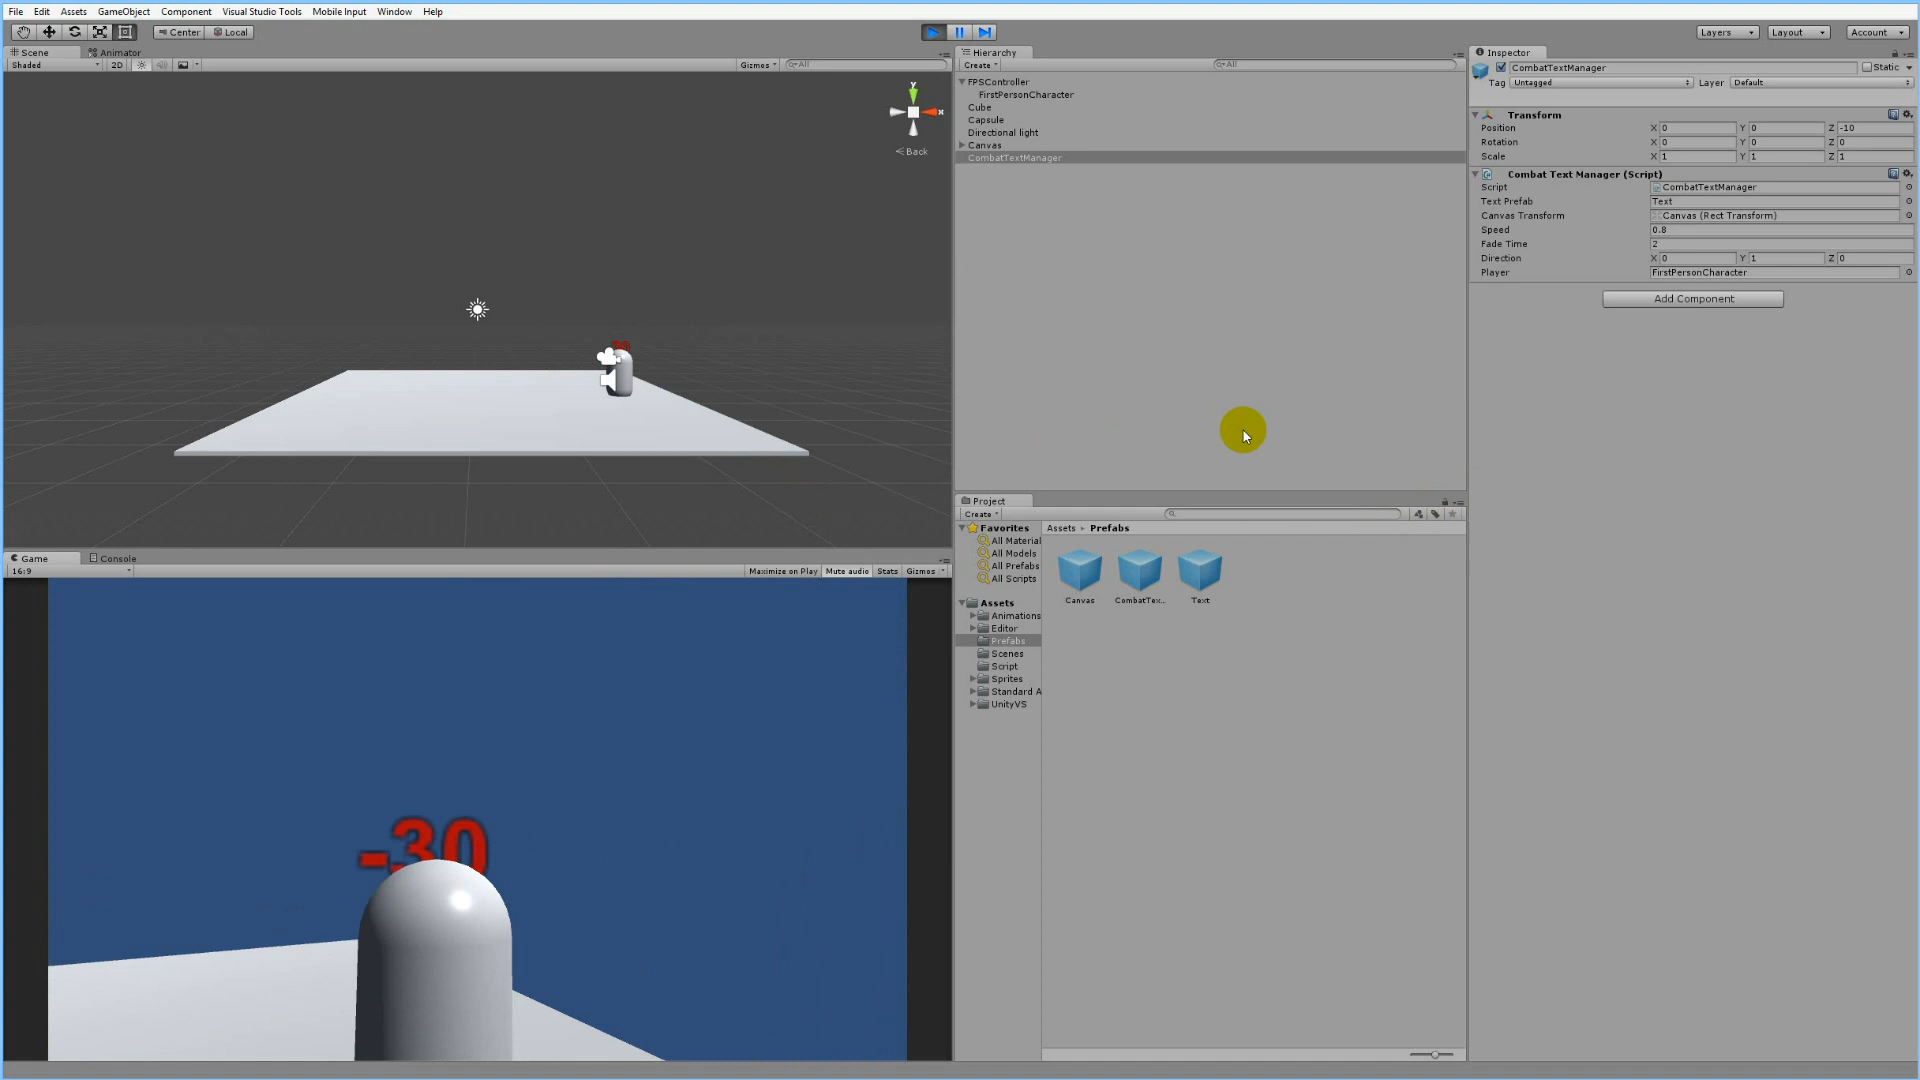 File Edit Assets GameObject Component Visual Studio Tools Mobile Input Window Help
Center Local
Layers Layout Account
Scene Animator
Shaded 2D Gizmos All
y
x
Back
Game Console
16:9 Maximize on Play Mute audio Stats Gizmos
-30
30
Hierarchy
Create All
FPSController
FirstPersonCharacter
Cube
Capsule
Directional light
Canvas
CombatTextManager
Project
Create
Favorites
All Material
All Models
All Prefabs
All Scripts
Assets
Animations
Editor
Prefabs
Scenes
Script
Sprites
Standard A
UnityVS
Assets Prefabs
Canvas CombatTex... Text
Inspector
CombatTextManager Static
Tag Untagged Layer Default
Transform
Position X 0 Y 0 Z -10
Rotation X 0 Y 0 Z 0
Scale X 1 Y 1 Z 1
Combat Text Manager (Script)
Script CombatTextManager
Text Prefab Text
Canvas Transform Canvas (Rect Transform)
Speed 0.8
Fade Time 2
Direction X 0 Y 1 Z 0
Player FirstPersonCharacter
Add Component